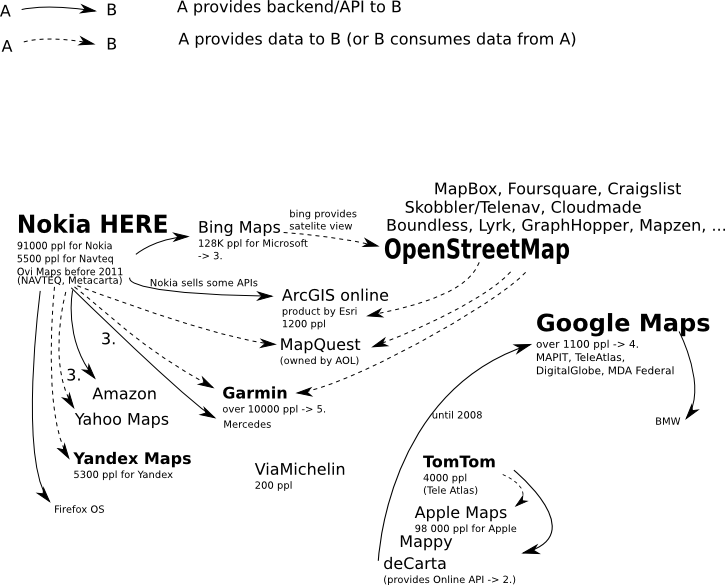 A B A provides backend/API to B
A B A provides data to B (or B consumes data from A)
MapBox, Foursquare, Craigslist
Skobbler/Telenav, Cloudmade
Boundless, Lyrk, GraphHopper, Mapzen, ...
OpenStreetMap
Nokia HERE
91000 ppl for Nokia
5500 ppl for Navteq
Ovi Maps before 2011
(NAVTEQ, Metacarta)
Bing Maps
128K ppl for Microsoft
-> 3.
bing provides
satelite view
Nokia sells some APIs
ArcGIS online
product by Esri
1200 ppl
MapQuest
(owned by AOL)
Google Maps
over 1100 ppl -> 4.
MAPIT, TeleAtlas,
DigitalGlobe, MDA Federal
BMW
3.
3.
Amazon
Yahoo Maps
Garmin
over 10000 ppl -> 5.
Mercedes
until 2008
Yandex Maps
5300 ppl for Yandex
Firefox OS
ViaMichelin
200 ppl
TomTom
4000 ppl
(Tele Atlas)
Apple Maps
98 000 ppl for Apple
Mappy
deCarta
(provides Online API -> 2.)